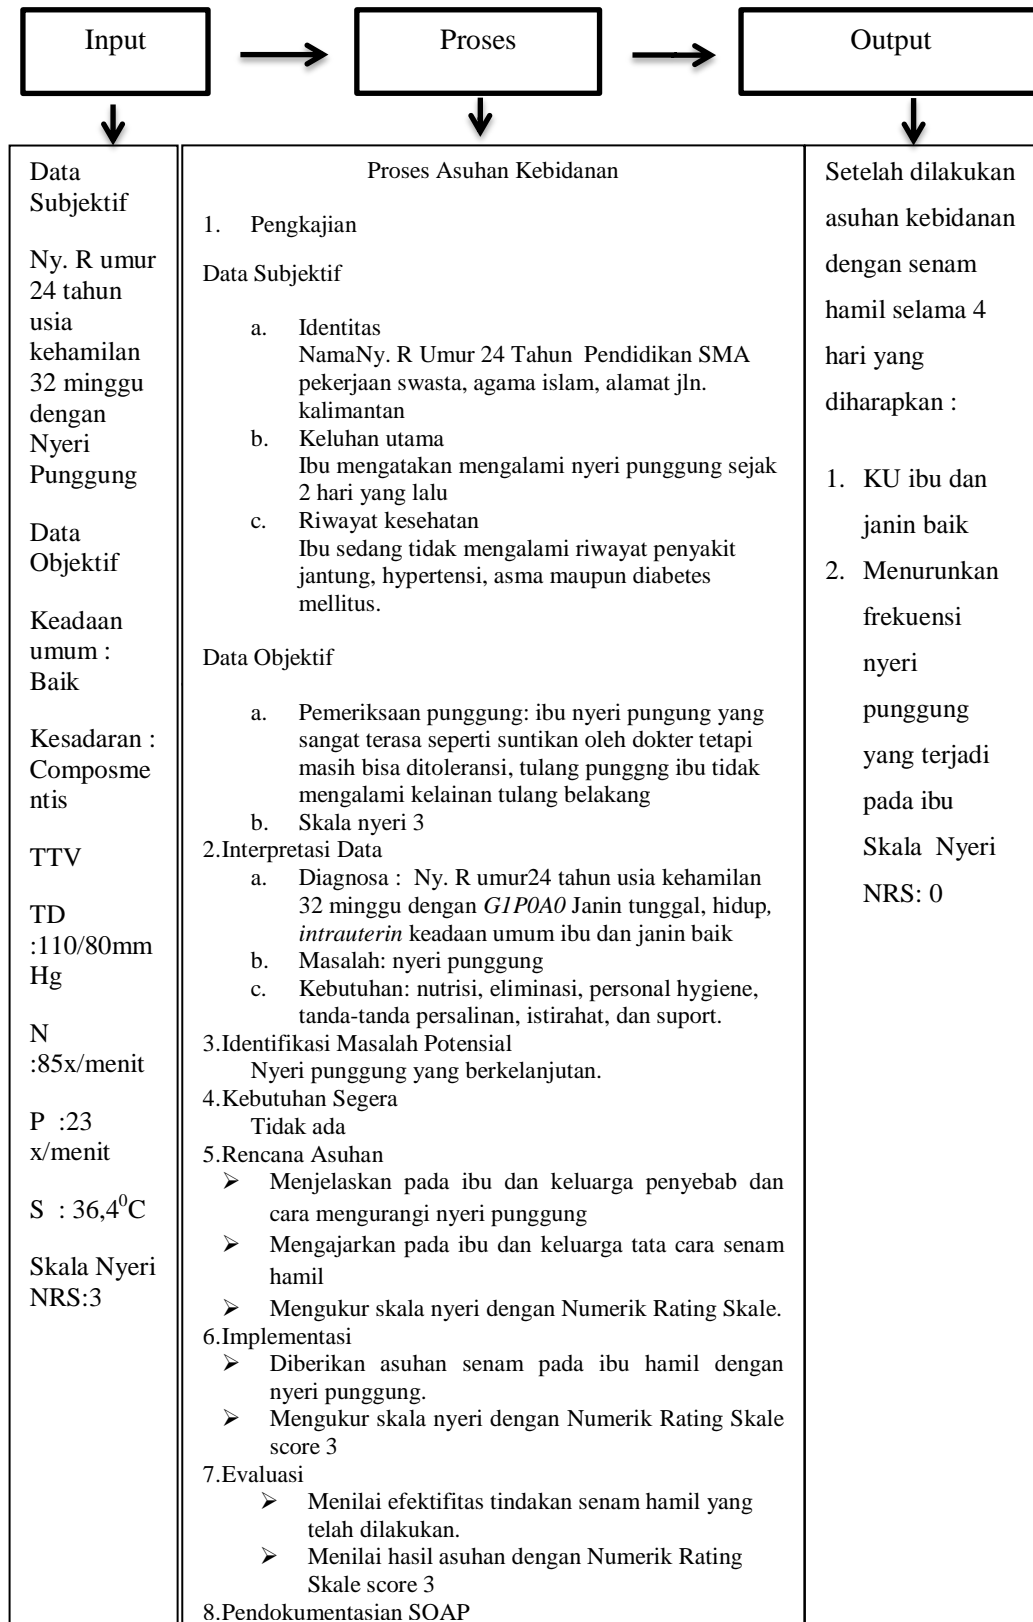 Input
Proses
Output
Data
Subjektif
Ny. R umur
24 tahun
usia
kehamilan
32 minggu
dengan
Nyeri
Punggung
Data
Objektif
Keadaan
umum :
Baik
Kesadaran :
Composme
ntis
TTV
TD
:110/80mm
Hg
N
:85x/menit
P :23
x/menit
S : 36,4⁰C
Skala Nyeri
NRS:3
Proses Asuhan Kebidanan
1. Pengkajian
Data Subjektif
a. Identitas
NamaNy. R Umur 24 Tahun Pendidikan SMA
pekerjaan swasta, agama islam, alamat jln.
kalimantan
b. Keluhan utama
Ibu mengatakan mengalami nyeri punggung sejak
2 hari yang lalu
c. Riwayat kesehatan
Ibu sedang tidak mengalami riwayat penyakit
jantung, hypertensi, asma maupun diabetes
mellitus.
Data Objektif
a. Pemeriksaan punggung: ibu nyeri pungung yang
sangat terasa seperti suntikan oleh dokter tetapi
masih bisa ditoleransi, tulang punggng ibu tidak
mengalami kelainan tulang belakang
b. Skala nyeri 3
2.Interpretasi Data
a. Diagnosa : Ny. R umur24 tahun usia kehamilan
32 minggu dengan G1P0A0 Janin tunggal, hidup,
intrauterin keadaan umum ibu dan janin baik
b. Masalah: nyeri punggung
c. Kebutuhan: nutrisi, eliminasi, personal hygiene,
tanda-tanda persalinan, istirahat, dan suport.
3.Identifikasi Masalah Potensial
Nyeri punggung yang berkelanjutan.
4.Kebutuhan Segera
Tidak ada
5.Rencana Asuhan
➢ Menjelaskan pada ibu dan keluarga penyebab dan
cara mengurangi nyeri punggung
➢ Mengajarkan pada ibu dan keluarga tata cara senam
hamil
➢ Mengukur skala nyeri dengan Numerik Rating Skale.
6.Implementasi
➢ Diberikan asuhan senam pada ibu hamil dengan
nyeri punggung.
➢ Mengukur skala nyeri dengan Numerik Rating Skale
score 3
7.Evaluasi
➢ Menilai efektifitas tindakan senam hamil yang
telah dilakukan.
➢ Menilai hasil asuhan dengan Numerik Rating
Skale score 3
8.Pendokumentasian SOAP
Setelah dilakukan
asuhan kebidanan
dengan senam
hamil selama 4
hari yang
diharapkan :
1. KU ibu dan
janin baik
2. Menurunkan
frekuensi
nyeri
punggung
yang terjadi
pada ibu
Skala Nyeri
NRS: 0